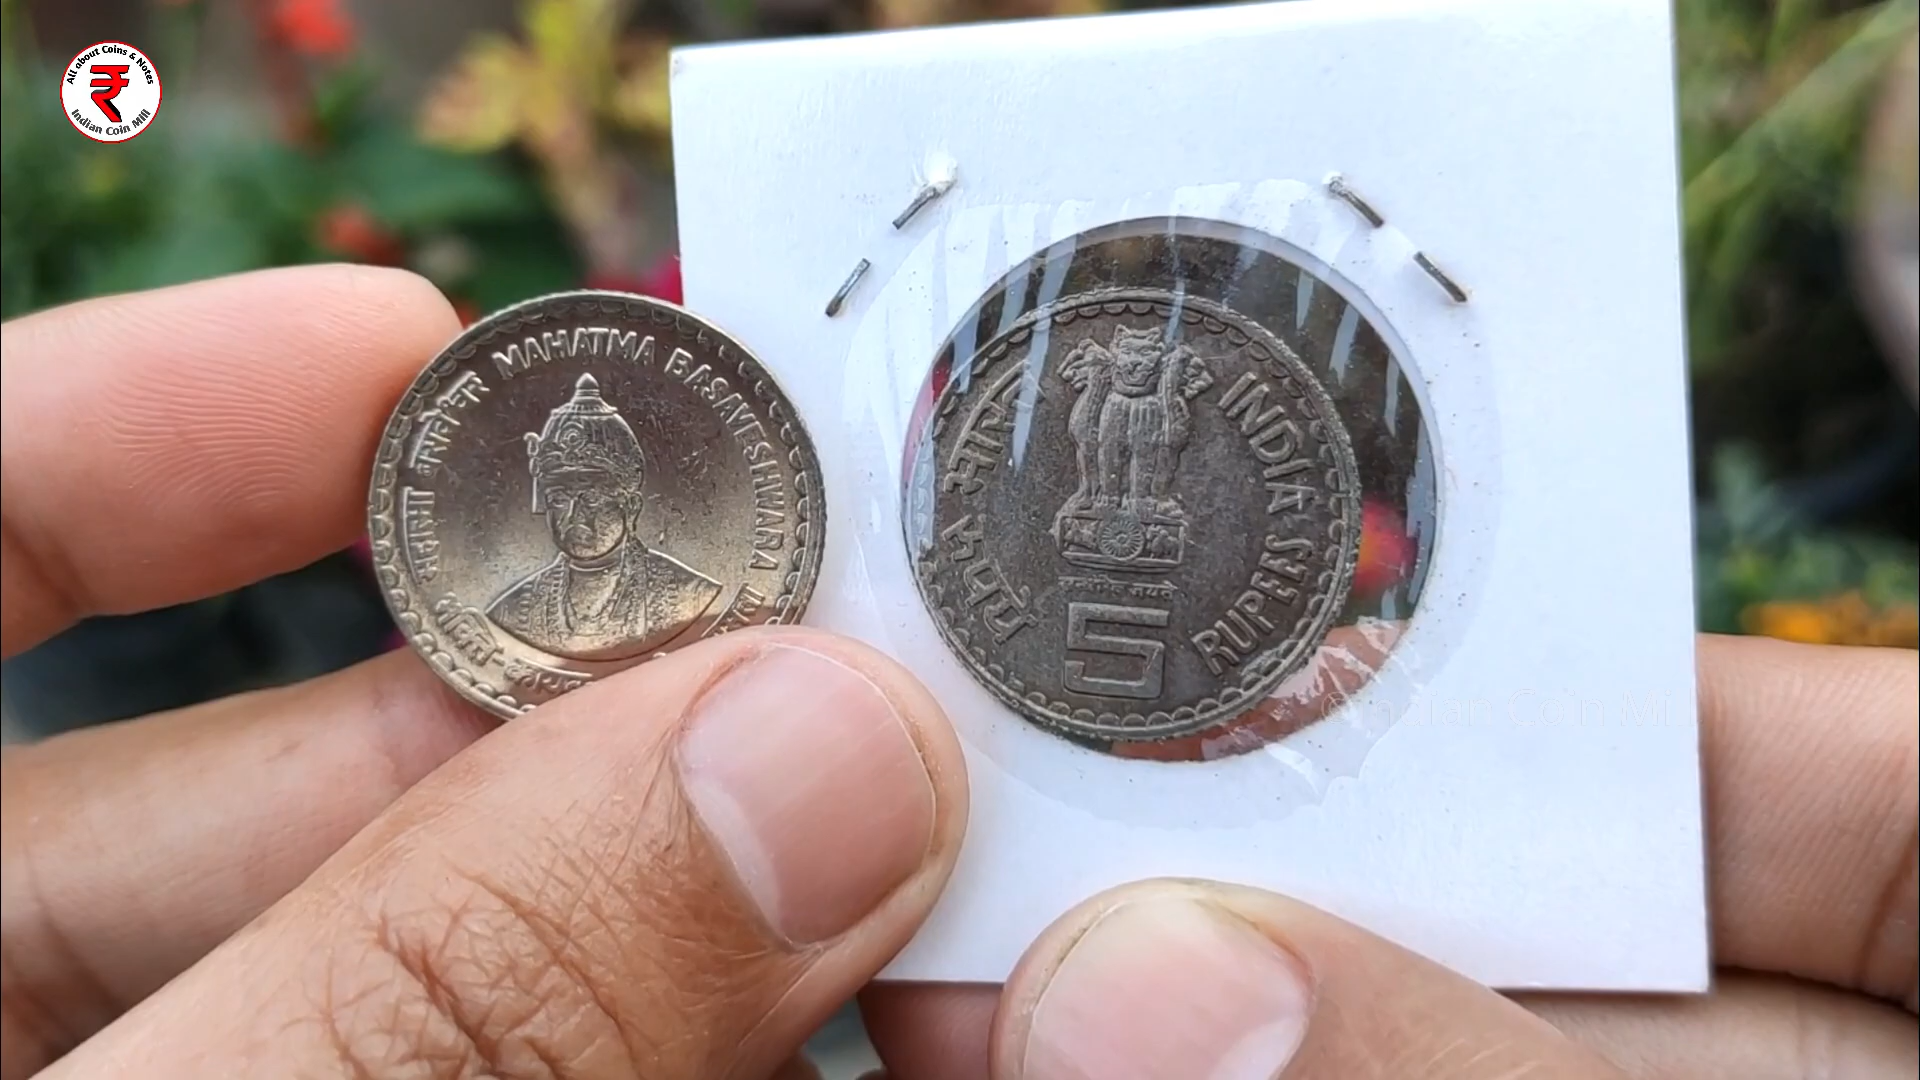 All about Coins & Notes
₹
Indian Coin Mill
MAHATMA BASAVESHWARA
महात्मा बसवेश्वर
INDIA
RUPEES
5
सत्यमेव जयते
रुपये
©Indian Coin Mill